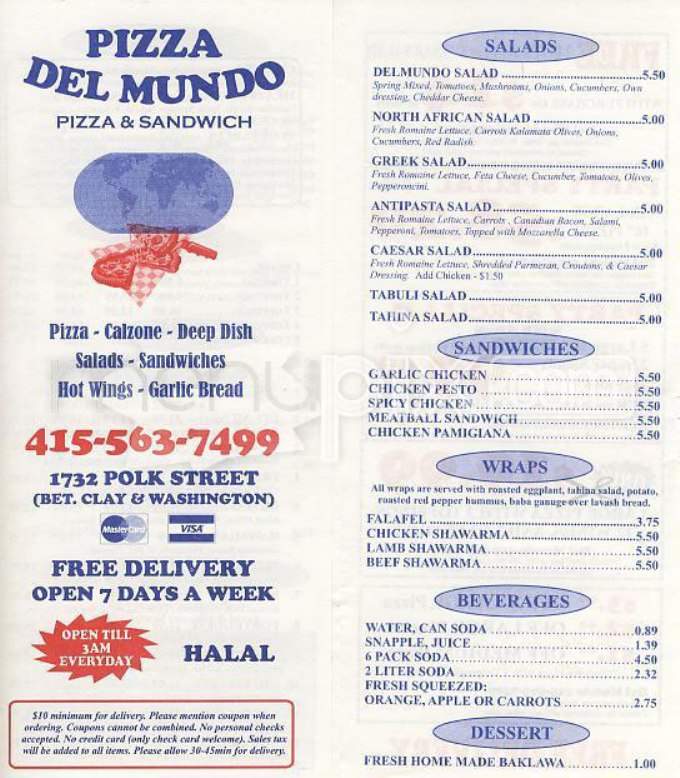 PIZZA
DEL MUNDO
PIZZA & SANDWICH
Pizza - Calzone - Deep Dish
Salads - Sandwiches
Hot Wings - Garlic Bread
415-563-7499
1732 POLK STREET
(BET. CLAY & WASHINGTON)
MasterCard VISA
FREE DELIVERY
OPEN 7 DAYS A WEEK
OPEN TILL
3AM
EVERYDAY
HALAL
$10 minimum for delivery. Please mention coupon when
ordering. Coupons cannot be combined. No personal checks
accepted. No credit card (only check card welcome). Sales tax
will be added to all items. Please allow 30-45min for delivery.
SALADS
DELMUNDO SALAD ....5.50
Spring Mixed, Tomatoes, Mushrooms, Onions, Cucumbers, Own
dressing, Cheddar Cheese.
NORTH AFRICAN SALAD ....5.00
Fresh Romaine Lettuce, Carrots Kalamata Olives, Onions,
Cucumbers, Red Radish.
GREEK SALAD....5.00
Fresh Romaine Lettuce, Feta Cheese, Cucumber, Tomatoes, Olives,
Pepperoncini.
ANTIPASTA SALAD....5.00
Fresh Romaine Lettuce, Carrots , Canadian Bacon, Salami,
Pepperoni, Tomatoes, Topped with Mozzarella Cheese.
CAESAR SALAD....5.00
Fresh Romaine Lettuce, Shredded Parmesan, Croutons, & Caesar
Dressing. Add Chicken - $1.50
TABULI SALAD....5.00
TAHINA SALAD....5.00
SANDWICHES
GARLIC CHICKEN ....5.50
CHICKEN PESTO ....5.50
SPICY CHICKEN ....5.50
MEATBALL SANDWICH ....5.50
CHICKEN PAMIGIANA ....5.50
WRAPS
All wraps are served with roasted eggplant, tahina salad, potato,
roasted red pepper hummus, baba ganuge over lavash bread.
FALAFEL ....3.75
CHICKEN SHAWARMA....5.50
LAMB SHAWARMA....5.50
BEEF SHAWARMA....5.50
BEVERAGES
WATER, CAN SODA ....0.89
SNAPPLE, JUICE ....1.39
6 PACK SODA....4.50
2 LITER SODA ....2.32
FRESH SQUEEZED:
ORANGE, APPLE OR CARROTS ....2.75
DESSERT
FRESH HOME MADE BAKLAWA ....1.00